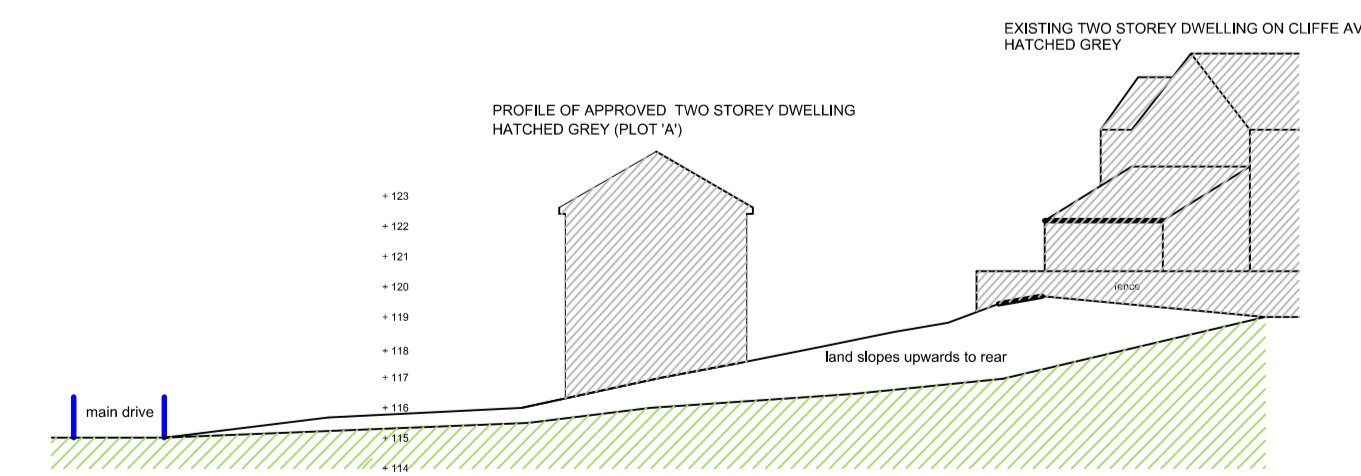 EXISTING TWO STOREY DWELLING ON CLIFFE AV
HATCHED GREY
PROFILE OF APPROVED TWO STOREY DWELLING
HATCHED GREY (PLOT 'A')
+ 123
+ 122
+ 121
+ 120
fence
+ 119
+ 118
land slopes upwards to rear
+ 117
+ 116
main drive
+ 115
+ 114